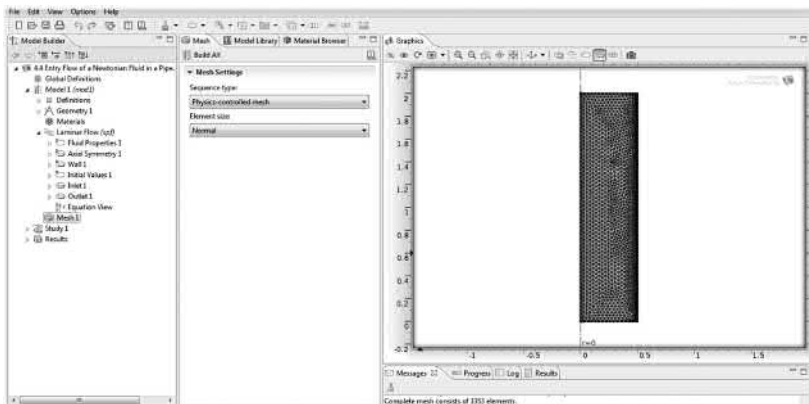 File Edit View Options Help
Model Builder
4.4 Entry Flow of a Newtonian Fluid in a Pipe.
Global Definitions
Model 1 (mod1)
Definitions
Geometry 1
Materials
Laminar Flow (spf)
Fluid Properties 1
Axial Symmetry 1
Wall 1
Initial Values 1
Inlet 1
Outlet 1
Equation View
Mesh 1
Study 1
Results
Mesh Model Library Material Browser
Build All
Mesh Settings
Sequence type:
Physics-controlled mesh
Element size:
Normal
Graphics
2.2
2
1.8
1.6
1.4
1.2
1
0.8
0.6
0.4
0.2
0
-0.2
r=0
-1 -0.5 0 0.5 1 1.5
Messages Progress Log Results
Complete mesh consists of 3353 elements.